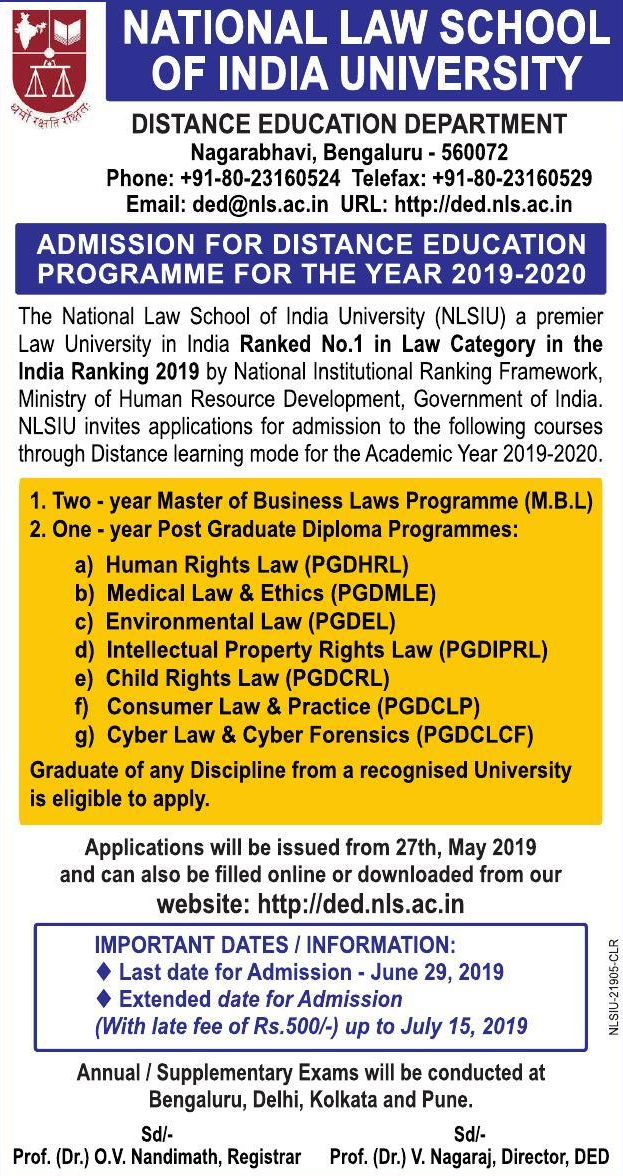 NATIONAL LAW SCHOOL
OF INDIA UNIVERSITY
धर्मो रक्षति रक्षितः
DISTANCE EDUCATION DEPARTMENT
Nagarabhavi, Bengaluru - 560072
Phone: +91-80-23160524 Telefax: +91-80-23160529
Email: ded@nls.ac.in URL: http://ded.nls.ac.in
ADMISSION FOR DISTANCE EDUCATION
PROGRAMME FOR THE YEAR 2019-2020
The National Law School of India University (NLSIU) a premier
Law University in India Ranked No.1 in Law Category in the
India Ranking 2019 by National Institutional Ranking Framework,
Ministry of Human Resource Development, Government of India.
NLSIU invites applications for admission to the following courses
through Distance learning mode for the Academic Year 2019-2020.
1. Two - year Master of Business Laws Programme (M.B.L)
2. One - year Post Graduate Diploma Programmes:
a) Human Rights Law (PGDHRL)
b) Medical Law & Ethics (PGDMLE)
c) Environmental Law (PGDEL)
d) Intellectual Property Rights Law (PGDIPRL)
e) Child Rights Law (PGDCRL)
f) Consumer Law & Practice (PGDCLP)
g) Cyber Law & Cyber Forensics (PGDCLCF)
Graduate of any Discipline from a recognised University
is eligible to apply.
Applications will be issued from 27th, May 2019
and can also be filled online or downloaded from our
website: http://ded.nls.ac.in
IMPORTANT DATES / INFORMATION:
♦ Last date for Admission - June 29, 2019
♦ Extended date for Admission
(With late fee of Rs.500/-) up to July 15, 2019
NLSIU-21905-CLR
Annual / Supplementary Exams will be conducted at
Bengaluru, Delhi, Kolkata and Pune.
Sd/- Sd/-
Prof. (Dr.) O.V. Nandimath, Registrar Prof. (Dr.) V. Nagaraj, Director, DED